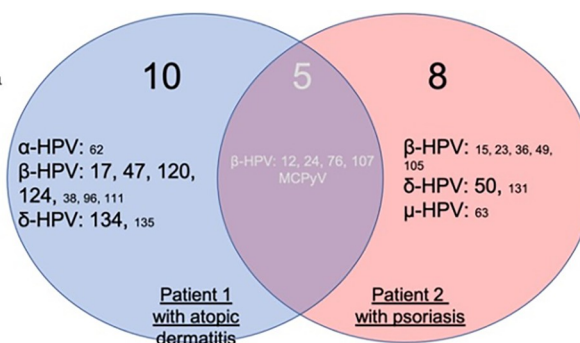 10
5
8
α-HPV: 62
β-HPV: 17, 47, 120,
124, 38, 96, 111
δ-HPV: 134, 135
β-HPV: 12, 24, 76, 107
MCPyV
β-HPV: 15, 23, 36, 49,
105
δ-HPV: 50, 131
μ-HPV: 63
Patient 1
with atopic
dermatitis
Patient 2
with psoriasis